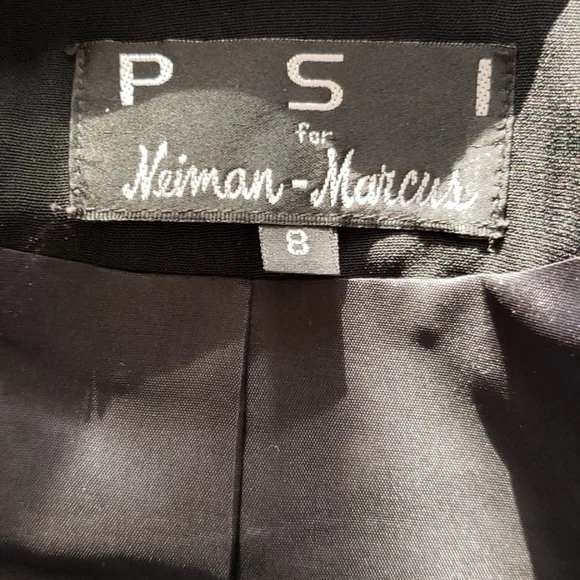 P S I
for
Neiman-Marcus
8